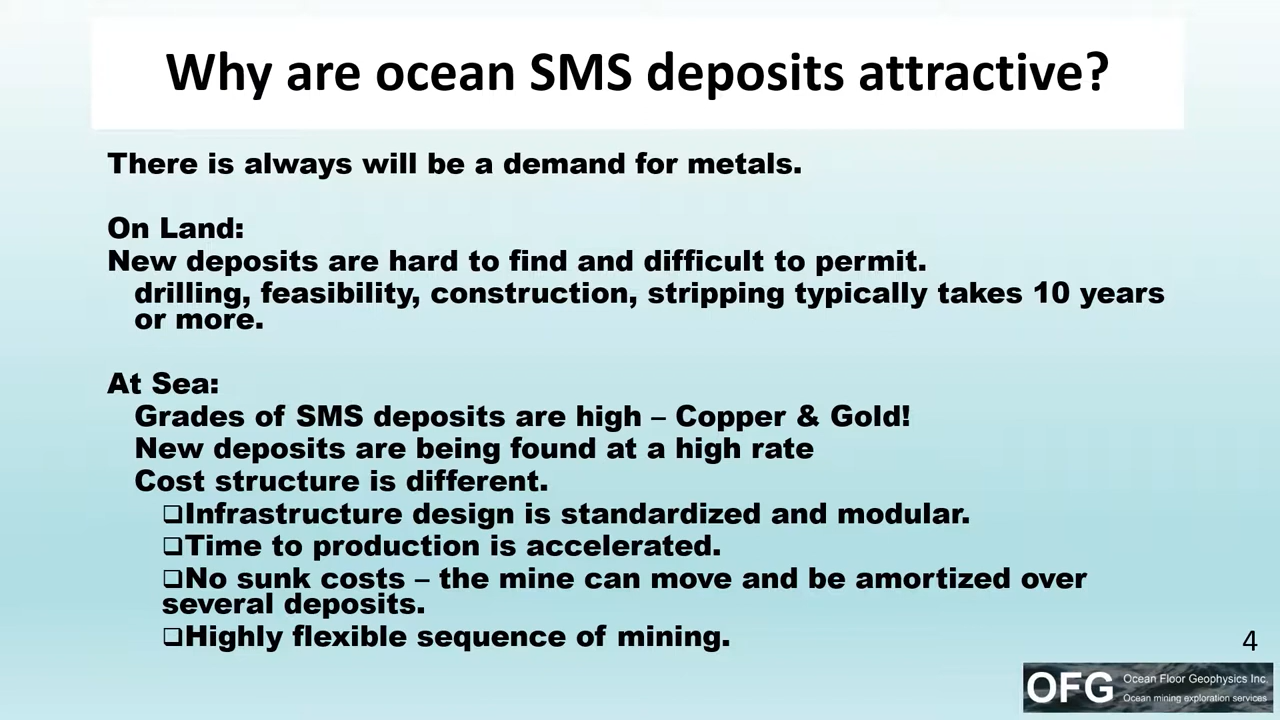 Why are ocean SMS deposits attractive?
There is always will be a demand for metals.
On Land:
New deposits are hard to find and difficult to permit.
drilling, feasibility, construction, stripping typically takes 10 years
or more.
At Sea:
Grades of SMS deposits are high – Copper & Gold!
New deposits are being found at a high rate
Cost structure is different.
❑Infrastructure design is standardized and modular.
❑Time to production is accelerated.
❑No sunk costs – the mine can move and be amortized over
several deposits.
❑Highly flexible sequence of mining.
4
OFG
Ocean Floor Geophysics Inc.
Ocean mining exploration services